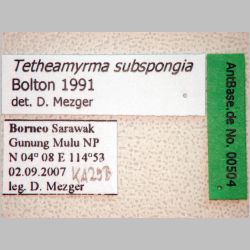 Tetheamyrma subspongia
Bolton 1991
det. D. Mezger
Borneo Sarawak
Gunung Mulu NP
N 04° 08 E 114°53
02.09.2007 KA29B
leg. D. Mezger
AntBase.de No. 00504